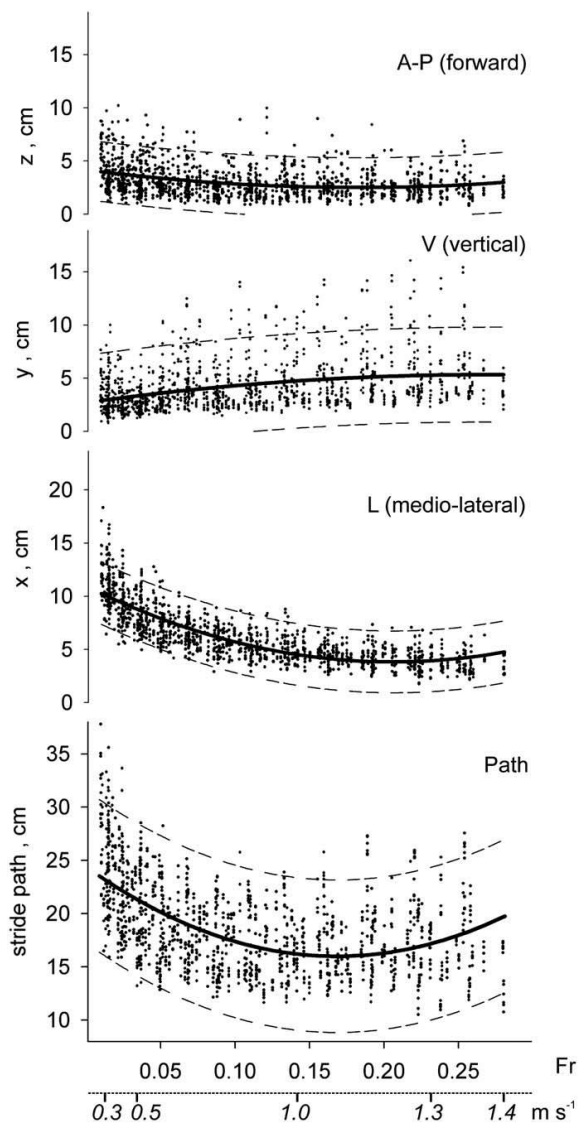 A-P (forward)
z , cm
15
10
5
0
V (vertical)
y , cm
15
10
5
0
L (medio-lateral)
x , cm
20
15
10
5
0
Path
stride path , cm
35
30
25
20
15
10
0.05 0.10 0.15 0.20 0.25 Fr
0.3 0.5 1.0 1.3 1.4 m s⁻¹